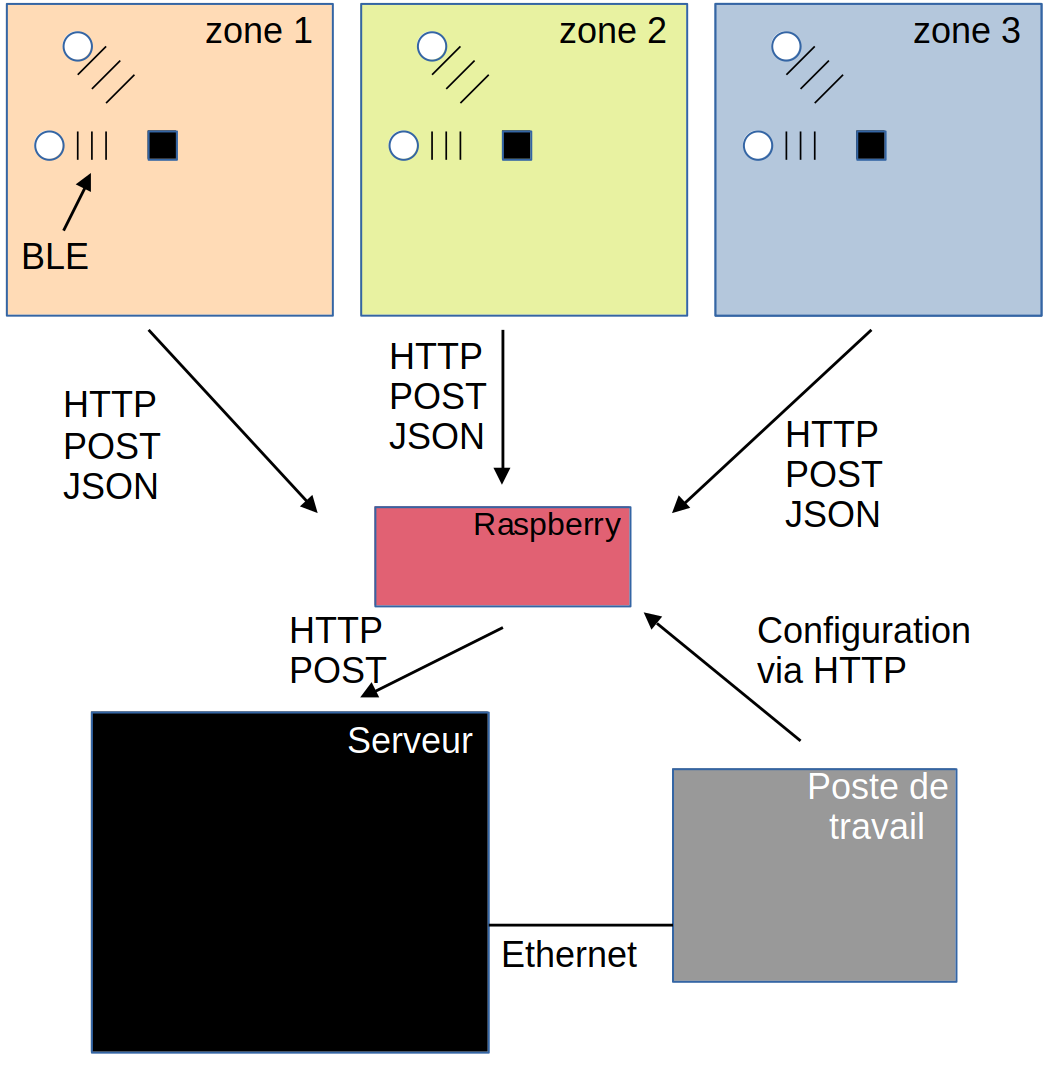 zone 1
zone 2
zone 3
BLE
HTTP
POST
JSON
HTTP
POST
JSON
HTTP
POST
JSON
Raspberry
HTTP
POST
Configuration
via HTTP
Serveur
Poste de
travail
Ethernet